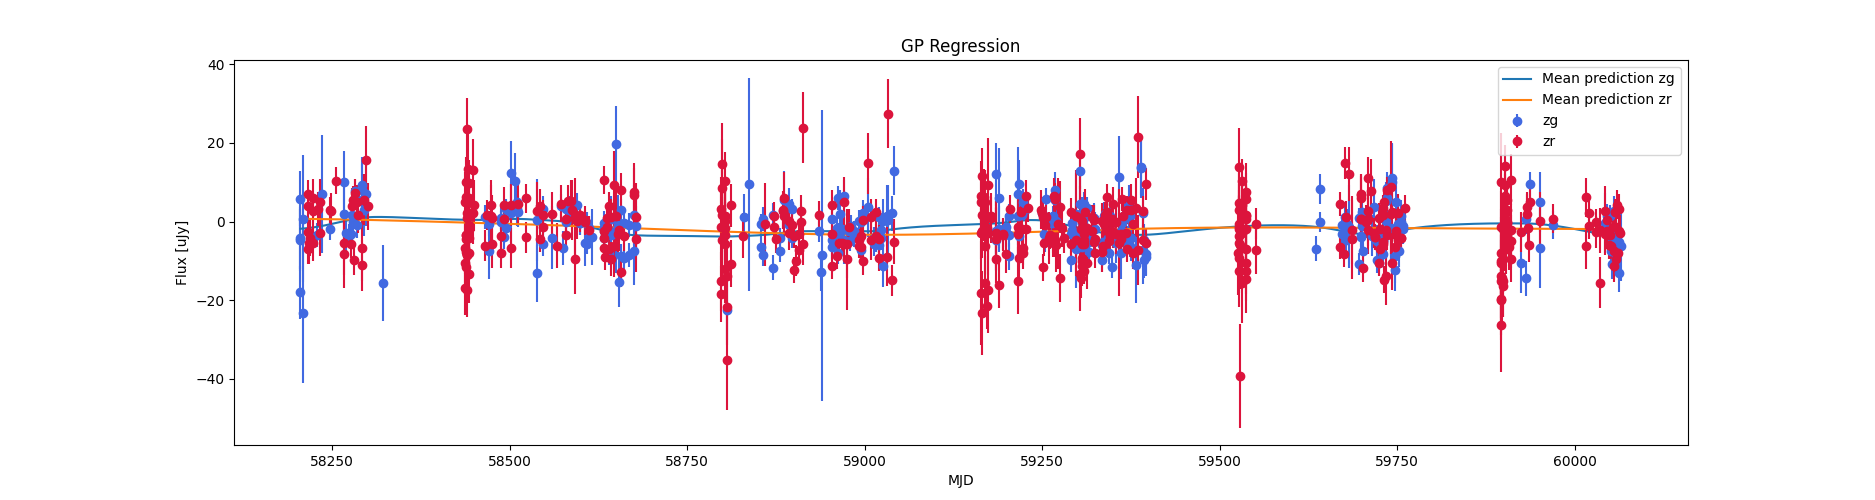 GP Regression
Flux [uJy]
40
20
0
−20
−40
58250
58500
58750
59000
59250
59500
59750
60000
MJD
Mean prediction zg
Mean prediction zr
zg
zr